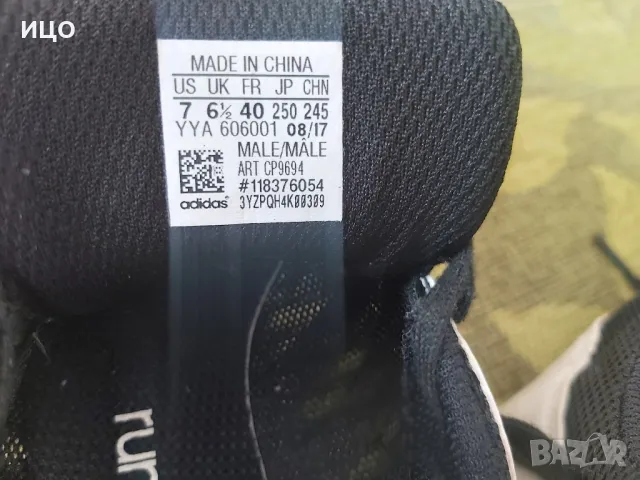 ицо
MADE IN CHINA
US UK FR JP CHN
7 6½ 40 250 245
YYA 606001 08/17
MALE/MÂLE
ART CP9694
#118376054
adidas 3YZPQH4K00309
run
BAZAR